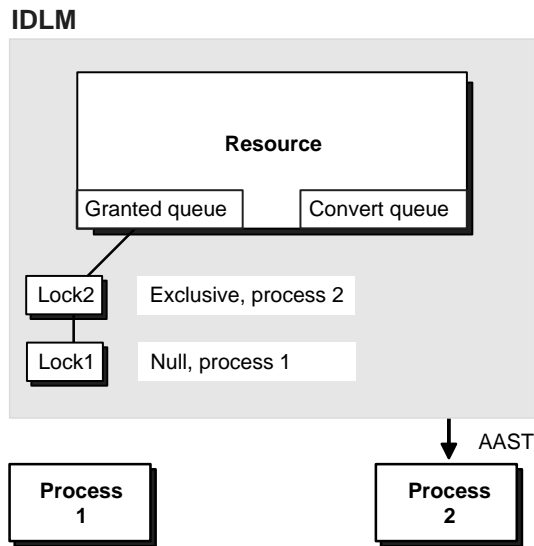 IDLM
Resource
Granted queue
Convert queue
Lock2
Exclusive, process 2
Lock1
Null, process 1
AAST
Process
1
Process
2